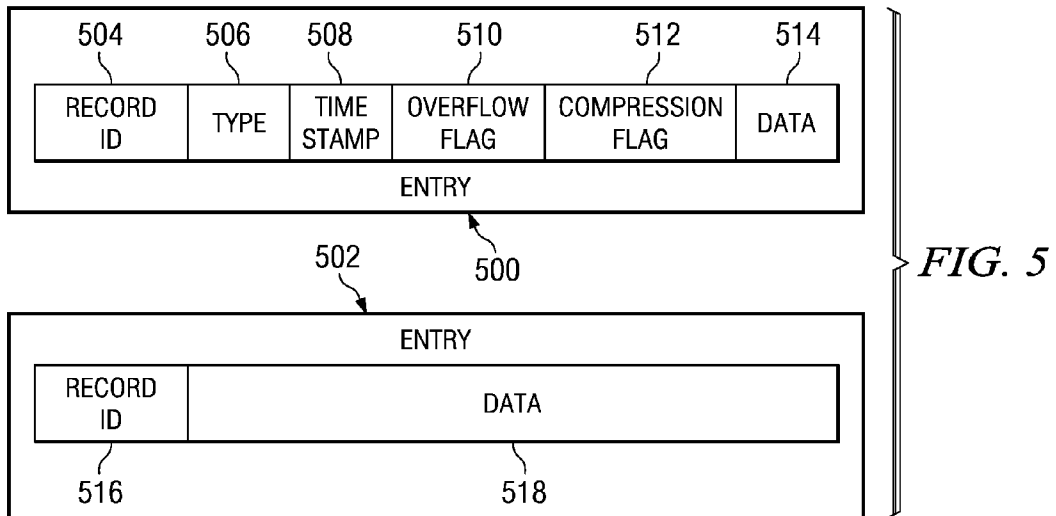 504 506 508 510 512 514
RECORD ID TYPE TIME STAMP OVERFLOW FLAG COMPRESSION FLAG DATA
ENTRY
500
502
FIG. 5
ENTRY
RECORD ID DATA
516 518